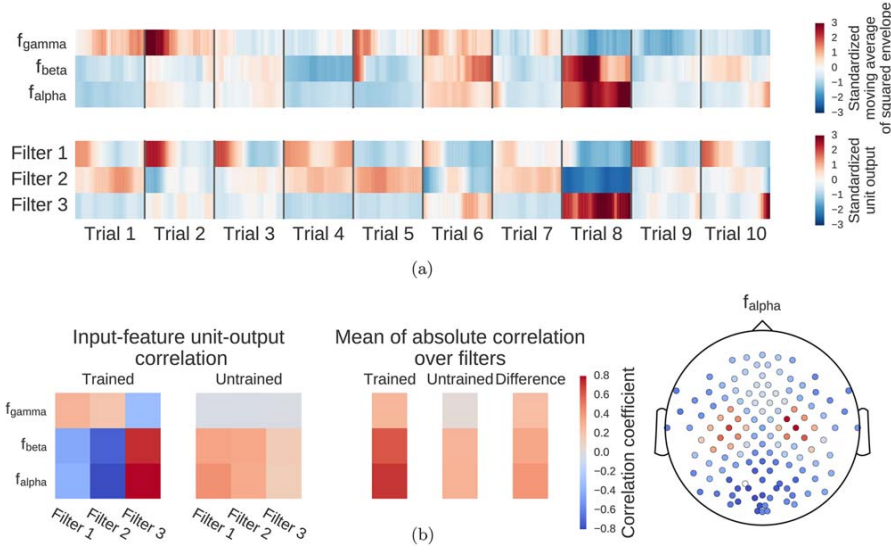 f_gamma
f_beta
f_alpha
3
2
1
0
−1
−2
−3
Standardized
moving average
of squared envelope
Filter 1
Filter 2
Filter 3
3
2
1
0
−1
−2
−3
Standardized
unit output
Trial 1 Trial 2 Trial 3 Trial 4 Trial 5 Trial 6 Trial 7 Trial 8 Trial 9 Trial 10
(a)
Input-feature unit-output
correlation
Trained Untrained
f_gamma
f_beta
f_alpha
Filter 1 Filter 2 Filter 3 Filter 1 Filter 2 Filter 3
Mean of absolute correlation
over filters
Trained Untrained Difference
0.8
0.6
0.4
0.2
0.0
−0.2
−0.4
−0.6
−0.8
Correlation coefficient
f_alpha
(b)